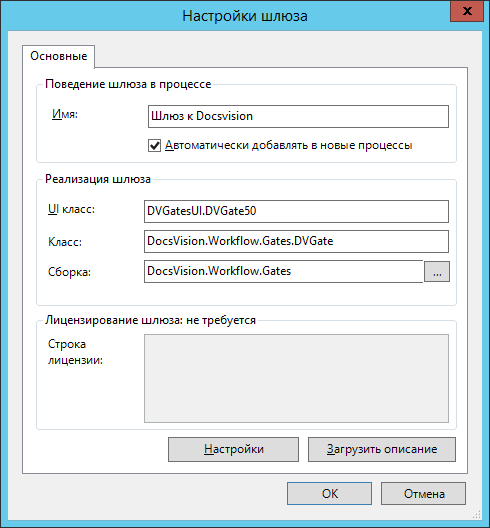 Настройки шлюза
x
Основные
Поведение шлюза в процессе
Имя:
Шлюз к Docsvision
Автоматически добавлять в новые процессы
Реализация шлюза
UI класс:
DVGatesUI.DVGate50
Класс:
DocsVision.Workflow.Gates.DVGate
Сборка:
DocsVision.Workflow.Gates
...
Лицензирование шлюза: не требуется
Строка
лицензии:
Настройки
Загрузить описание
OK
Отмена